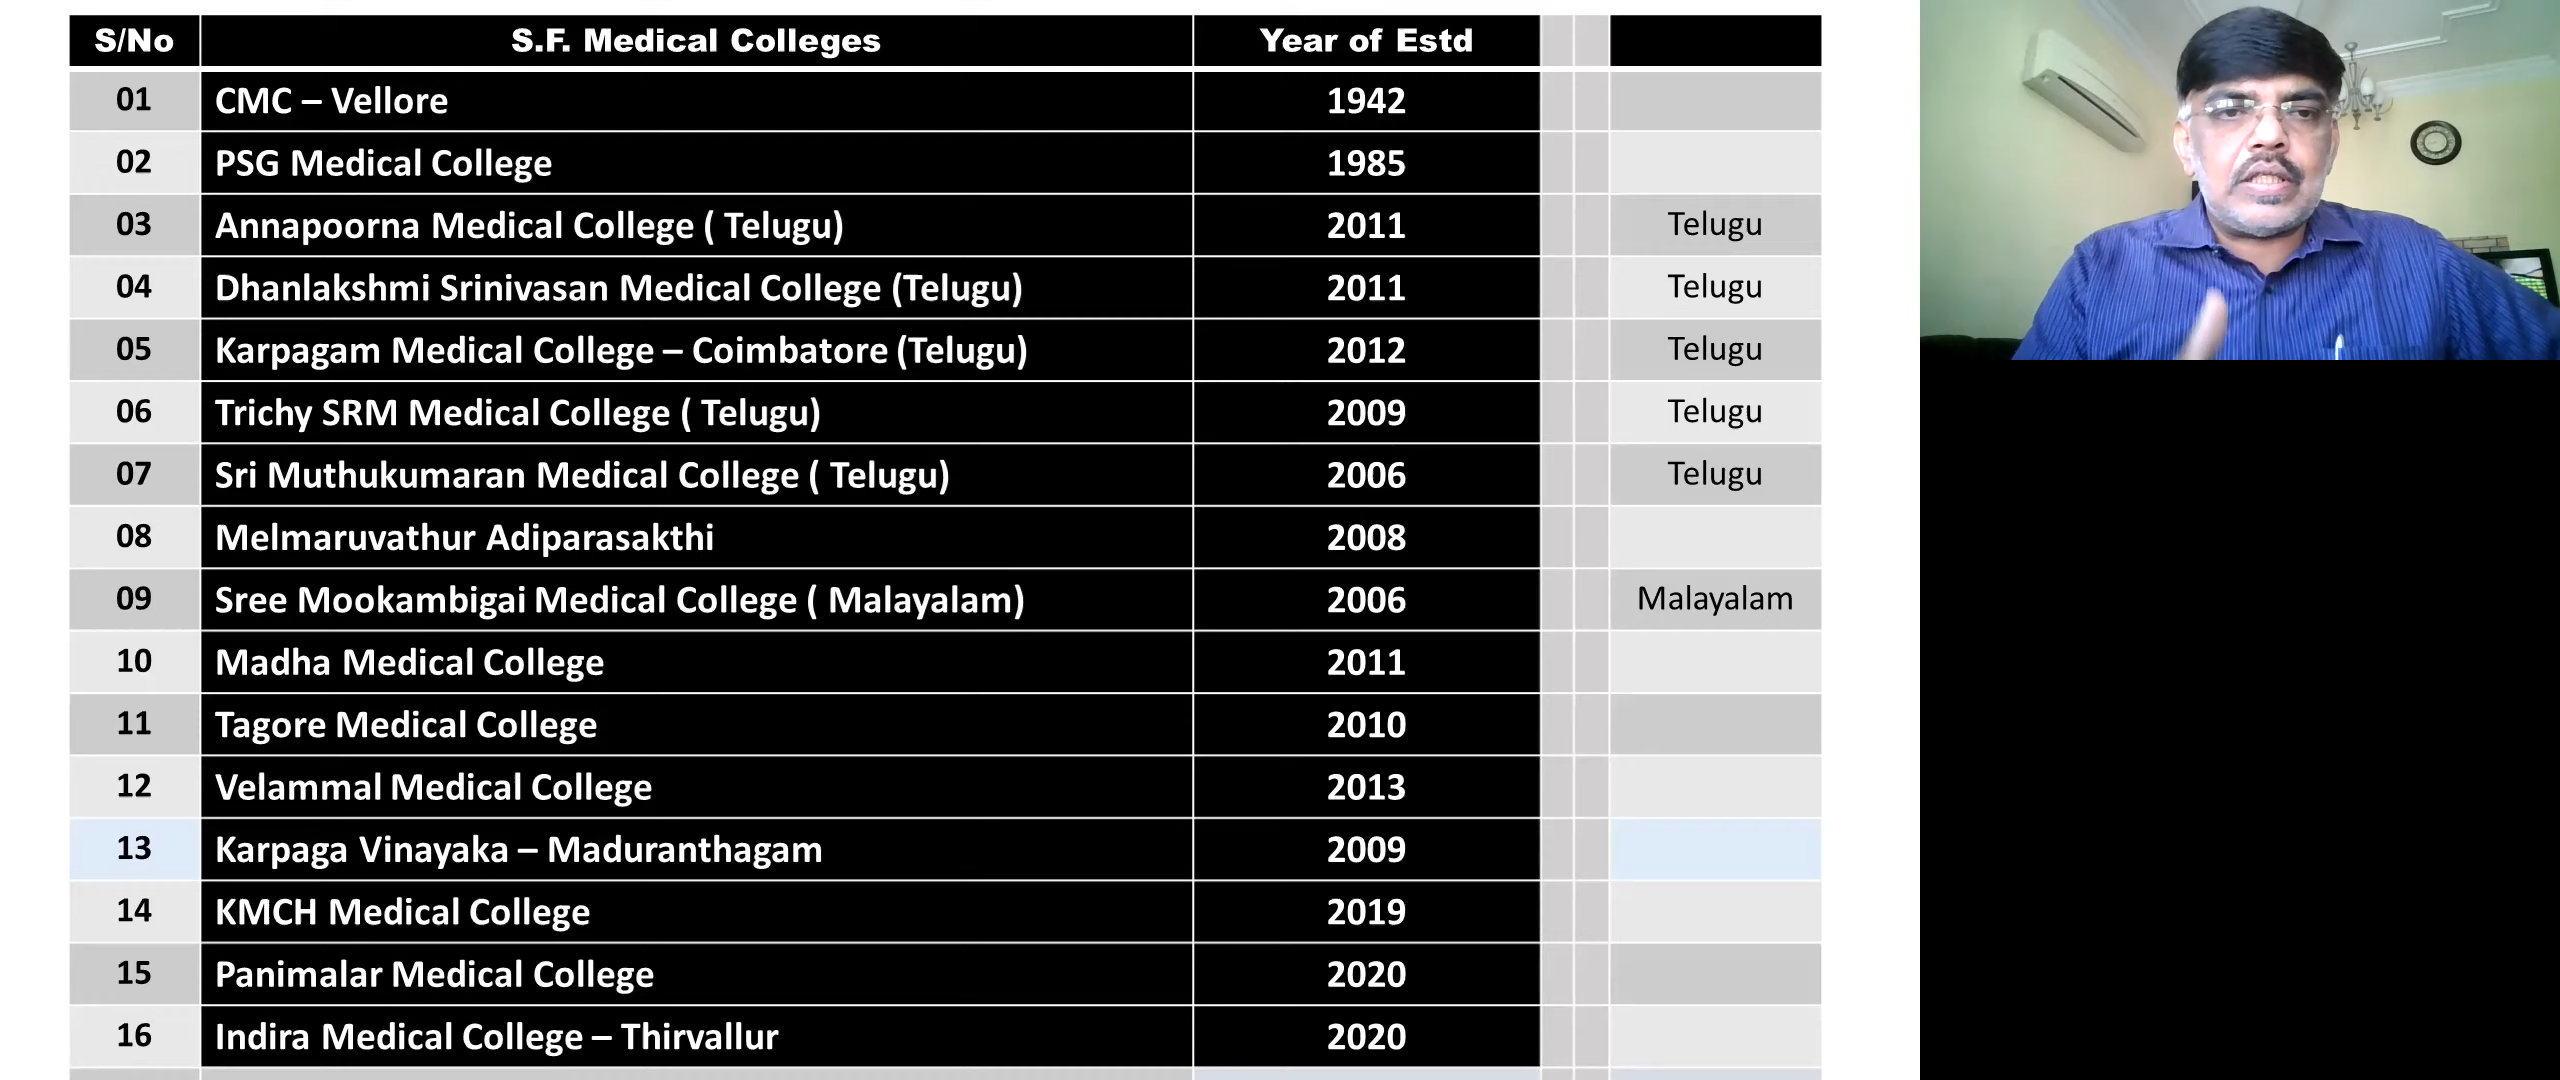 S/No S.F. Medical Colleges Year of Estd
01 CMC – Vellore 1942
02 PSG Medical College 1985
03 Annapoorna Medical College ( Telugu) 2011 Telugu
04 Dhanlakshmi Srinivasan Medical College (Telugu) 2011 Telugu
05 Karpagam Medical College – Coimbatore (Telugu) 2012 Telugu
06 Trichy SRM Medical College ( Telugu) 2009 Telugu
07 Sri Muthukumaran Medical College ( Telugu) 2006 Telugu
08 Melmaruvathur Adiparasakthi 2008
09 Sree Mookambigai Medical College ( Malayalam) 2006 Malayalam
10 Madha Medical College 2011
11 Tagore Medical College 2010
12 Velammal Medical College 2013
13 Karpaga Vinayaka – Maduranthagam 2009
14 KMCH Medical College 2019
15 Panimalar Medical College 2020
16 Indira Medical College – Thirvallur 2020